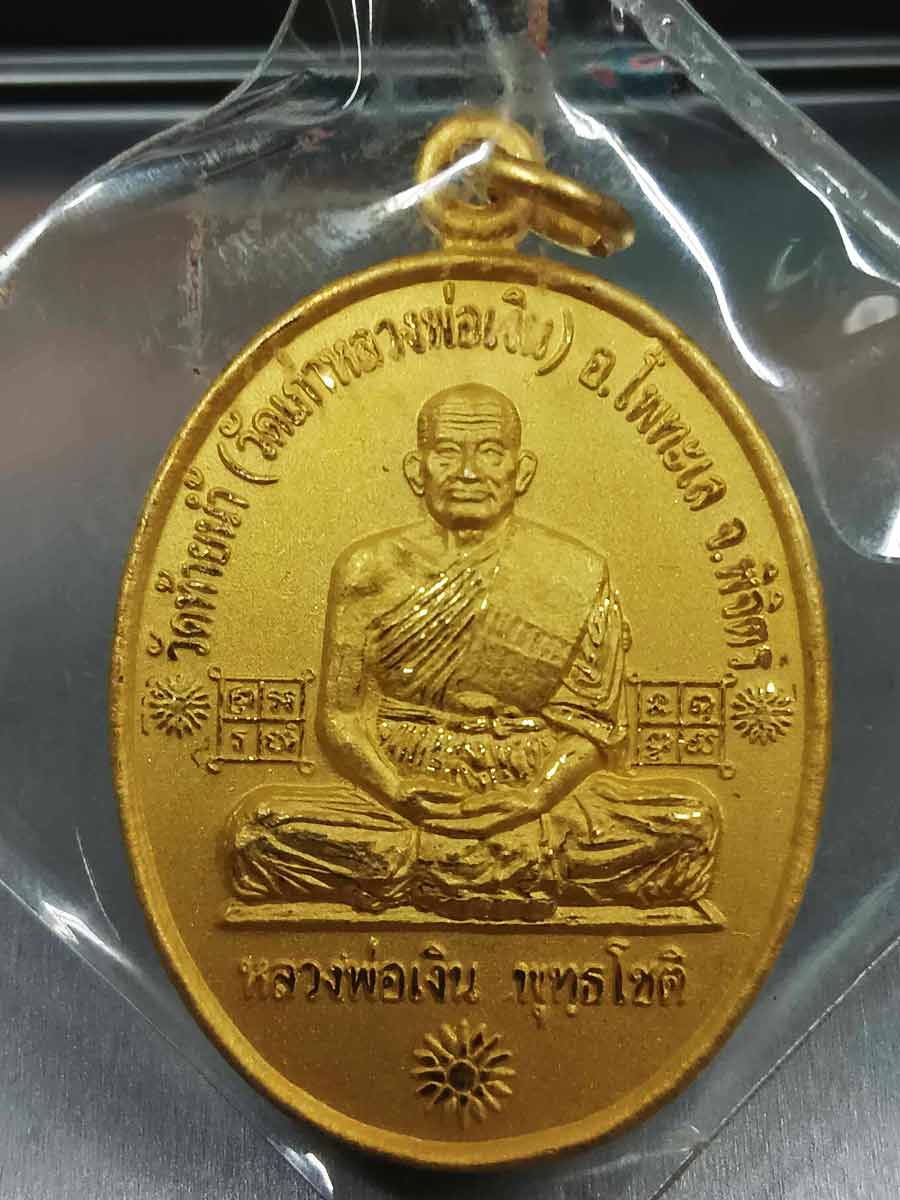 วัดท้ายน้ำ (วัดเก่าหลวงพ่อเงิน) อ.โพทะเล จ.พิจิตร
หลวงพ่อเงิน พุทธโชติ